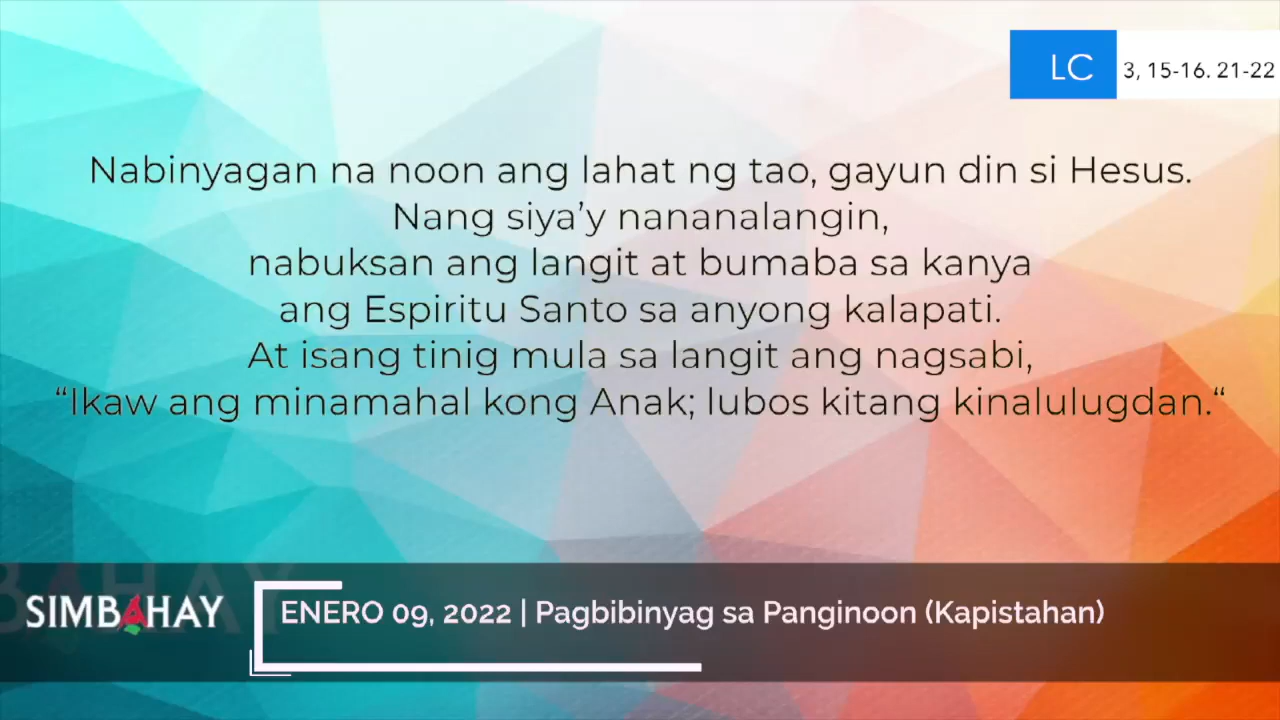 LC 3, 15-16. 21-22
Nabinyagan na noon ang lahat ng tao, gayun din si Hesus.
Nang siya’y nananalangin,
nabuksan ang langit at bumaba sa kanya
ang Espiritu Santo sa anyong kalapati.
At isang tinig mula sa langit ang nagsabi,
“Ikaw ang minamahal kong Anak; lubos kitang kinalulugdan.“
SIMBAHAY
ENERO 09, 2022 | Pagbibinyag sa Panginoon (Kapistahan)